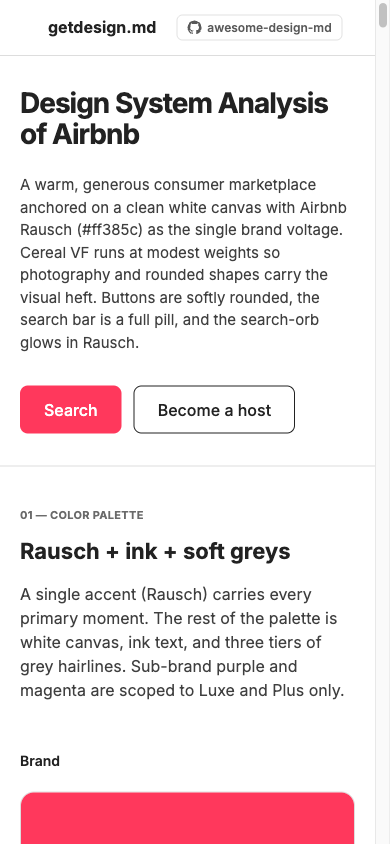 getdesign.md
awesome-design-md
Design System Analysis
of Airbnb
A warm, generous consumer marketplace
anchored on a clean white canvas with Airbnb
Rausch (#ff385c) as the single brand voltage.
Cereal VF runs at modest weights so
photography and rounded shapes carry the
visual heft. Buttons are softly rounded, the
search bar is a full pill, and the search-orb
glows in Rausch.
Search
Become a host
01 — COLOR PALETTE
Rausch + ink + soft greys
A single accent (Rausch) carries every
primary moment. The rest of the palette is
white canvas, ink text, and three tiers of
grey hairlines. Sub-brand purple and
magenta are scoped to Luxe and Plus only.
Brand